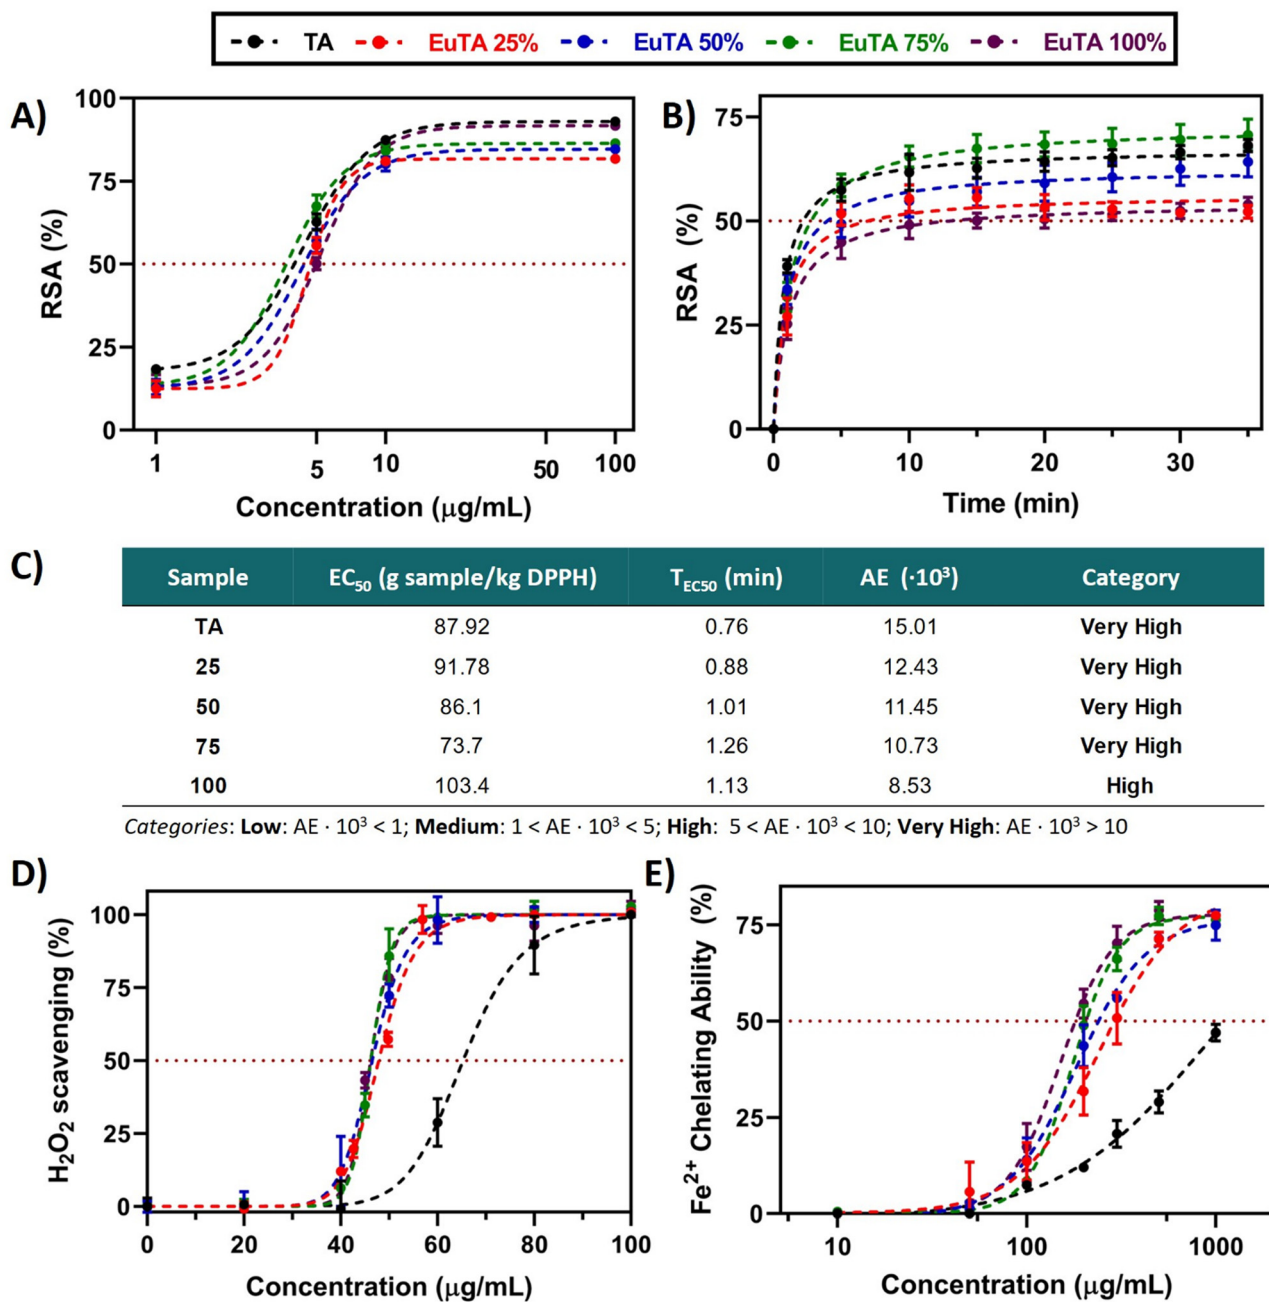 TA EuTA 25% EuTA 50% EuTA 75% EuTA 100%
A)
100
75
50
25
0
RSA (%)
1 5 10 50 100
Concentration (μg/mL)
B)
75
50
25
0
RSA (%)
0 10 20 30
Time (min)
C)
Sample EC₅₀ (g sample/kg DPPH) T_EC50 (min) AE (·10³) Category
TA 87.92 0.76 15.01 Very High
25 91.78 0.88 12.43 Very High
50 86.1 1.01 11.45 Very High
75 73.7 1.26 10.73 Very High
100 103.4 1.13 8.53 High
Categories: Low: AE · 10³ < 1; Medium: 1 < AE · 10³ < 5; High: 5 < AE · 10³ < 10; Very High: AE · 10³ > 10
D)
100
75
50
25
0
H₂O₂ scavenging (%)
0 20 40 60 80 100
Concentration (μg/mL)
E)
75
50
25
0
Fe²⁺ Chelating Ability (%)
10 100 1000
Concentration (μg/mL)